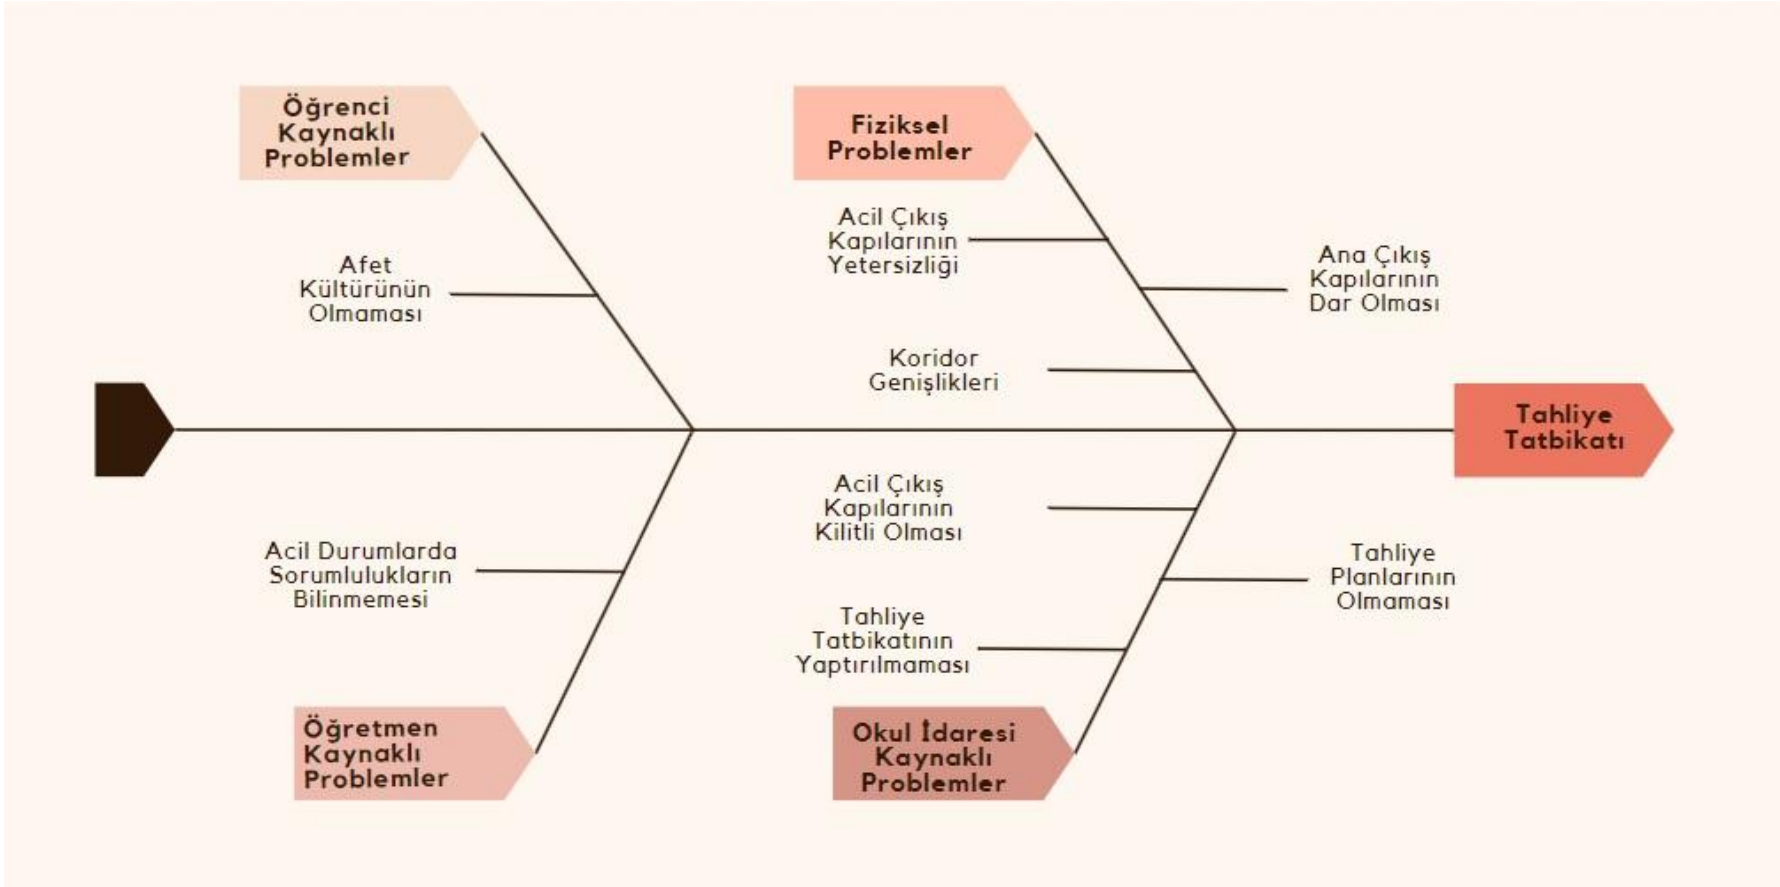 Öğrenci
Kaynaklı
Problemler
Fiziksel
Problemler
Acil Çıkış
Kapılarının
Yetersizliği
Ana Çıkış
Kapılarının
Dar Olması
Afet
Kültürünün
Olmaması
Koridor
Genişlikleri
Tahliye
Tatbikatı
Acil Çıkış
Kapılarının
Kilitli Olması
Acil Durumlarda
Sorumlulukların
Bilinmemesi
Tahliye
Planlarının
Olmaması
Tahliye
Tatbikatının
Yaptırılmaması
Öğretmen
Kaynaklı
Problemler
Okul İdaresi
Kaynaklı
Problemler